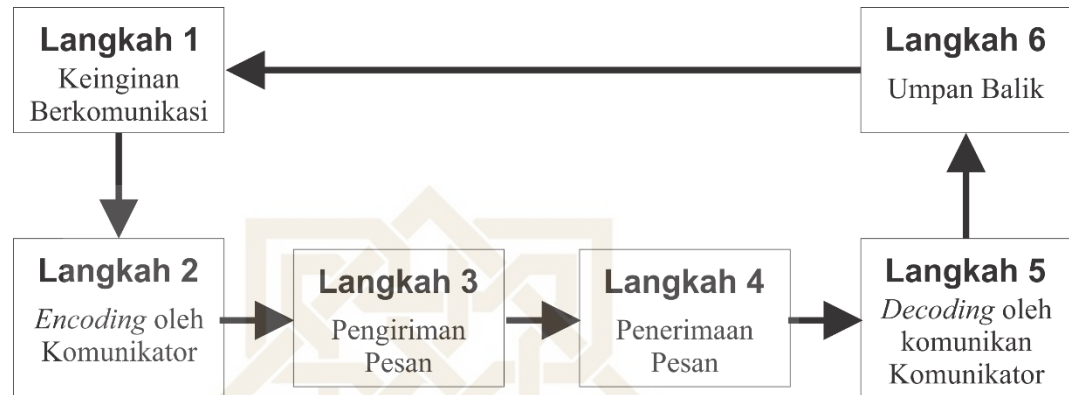 Langkah 1
Keinginan
Berkomunikasi
Langkah 2
Encoding oleh
Komunikator
Langkah 3
Pengiriman
Pesan
Langkah 4
Penerimaan
Pesan
Langkah 5
Decoding oleh
komunikan
Komunikator
Langkah 6
Umpan Balik